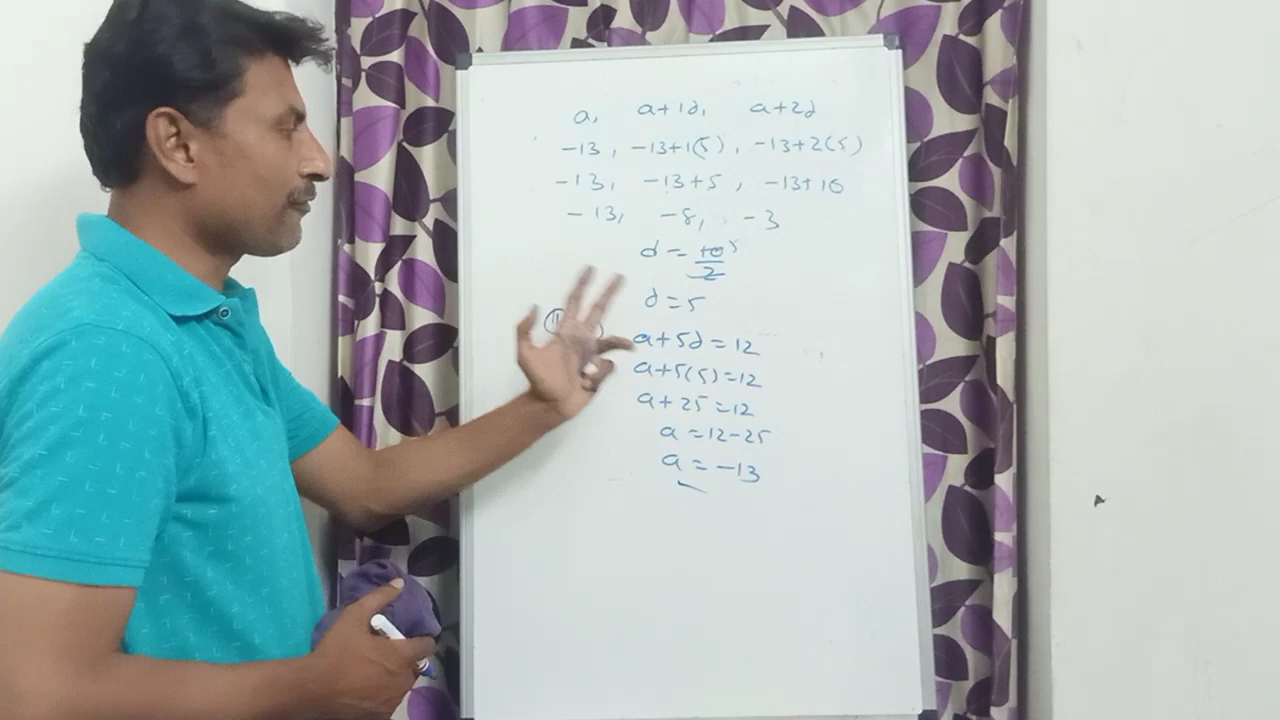 a, a+1d, a+2d
-13, -13+1(5), -13+2(5)
-13, -13+5, -13+10
-13, -8, -3
d = 10 5 / 2
d = 5
a+5d = 12
a+5(5) = 12
a+25 = 12
a = 12-25
a = -13